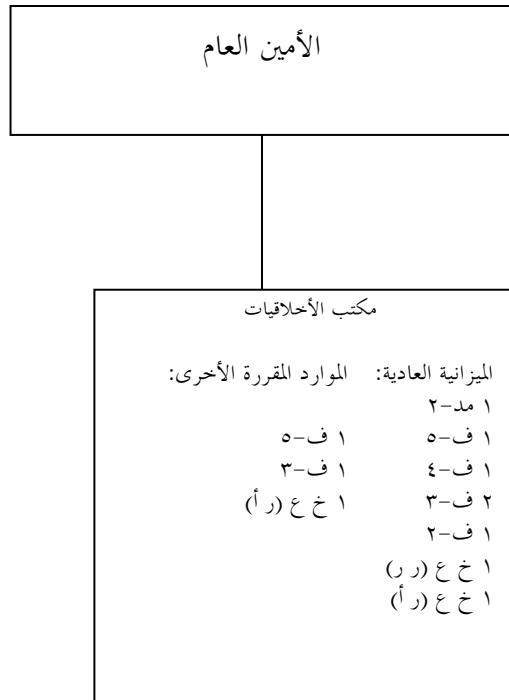 الأمين العام
مكتب الأخلاقيات
الميزانية العادية: الموارد المقررة الأخرى:
١ مد-٢
١ ف-٥ ١ ف-٥
١ ف-٤ ١ ف-٣
٢ ف-٣ ١ خ ع (ر أ)
١ ف-٢
١ خ ع (ر ر)
١ خ ع (ر أ)